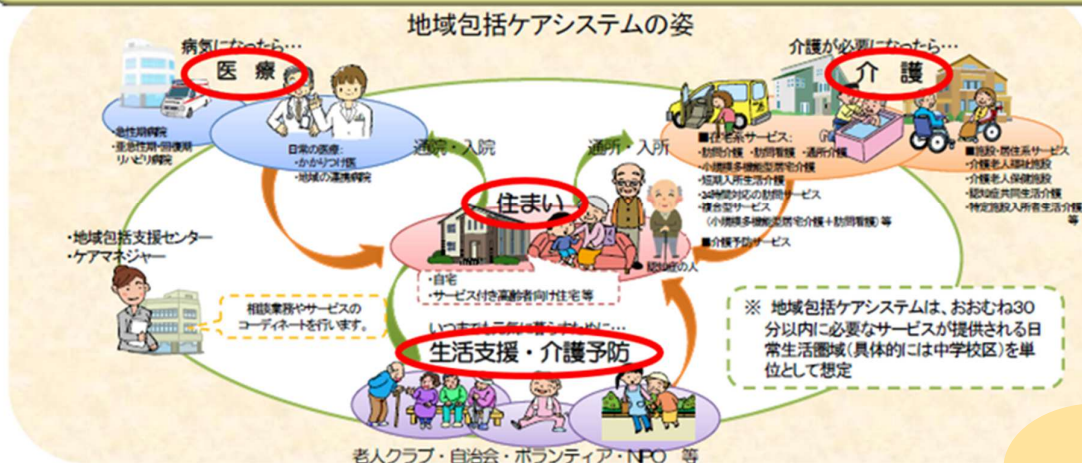 地域包括ケアシステムの姿
病気になったら…
医 療
・急性期病院
・亜急性期・回復期
リハビリ病院
日常の医療:
・かかりつけ医
・地域の連携病院
通院・入院
介護が必要になったら…
介 護
通所・入所
■在宅系サービス:
・訪問介護 ・訪問看護 ・通所介護
・小規模多機能型居宅介護
・短期入所生活介護
・24時間対応の訪問サービス
・複合型サービス
(小規模多機能型居宅介護+訪問看護)等
■介護予防サービス
■施設・居住系サービス
・介護老人福祉施設
・介護老人保健施設
・認知症共同生活介護
・特定施設入所者生活介護
等
住まい
・自宅
・サービス付き高齢者向け住宅等
認知症の人
・地域包括支援センター
・ケアマネジャー
相談業務やサービスの
コーディネートを行います。
いつまでも元気に暮らすために…
生活支援・介護予防
老人クラブ・自治会・ボランティア・NPO 等
※ 地域包括ケアシステムは、おおむね30
分以内に必要なサービスが提供される日
常生活圏域(具体的には中学校区)を単
位として想定